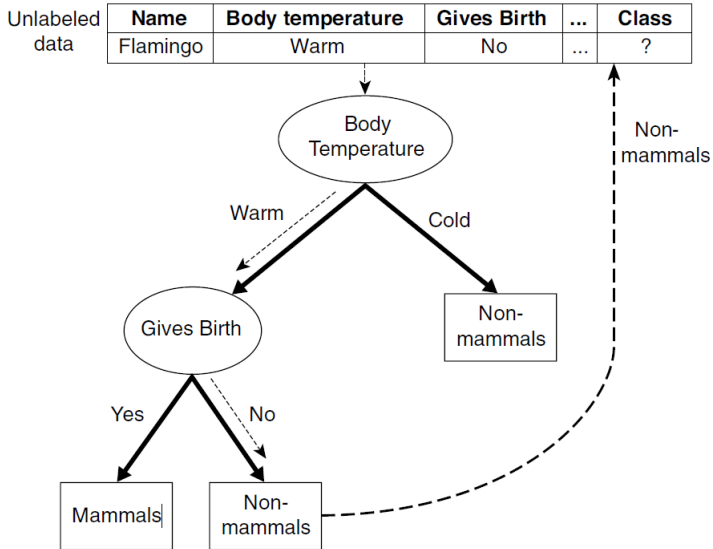 Unlabeled
data
Name Body temperature Gives Birth ... Class
Flamingo Warm No ... ?
Body
Temperature
Non-
mammals
Warm
Cold
Gives Birth
Non-
mammals
Yes
No
Mammals
Non-
mammals